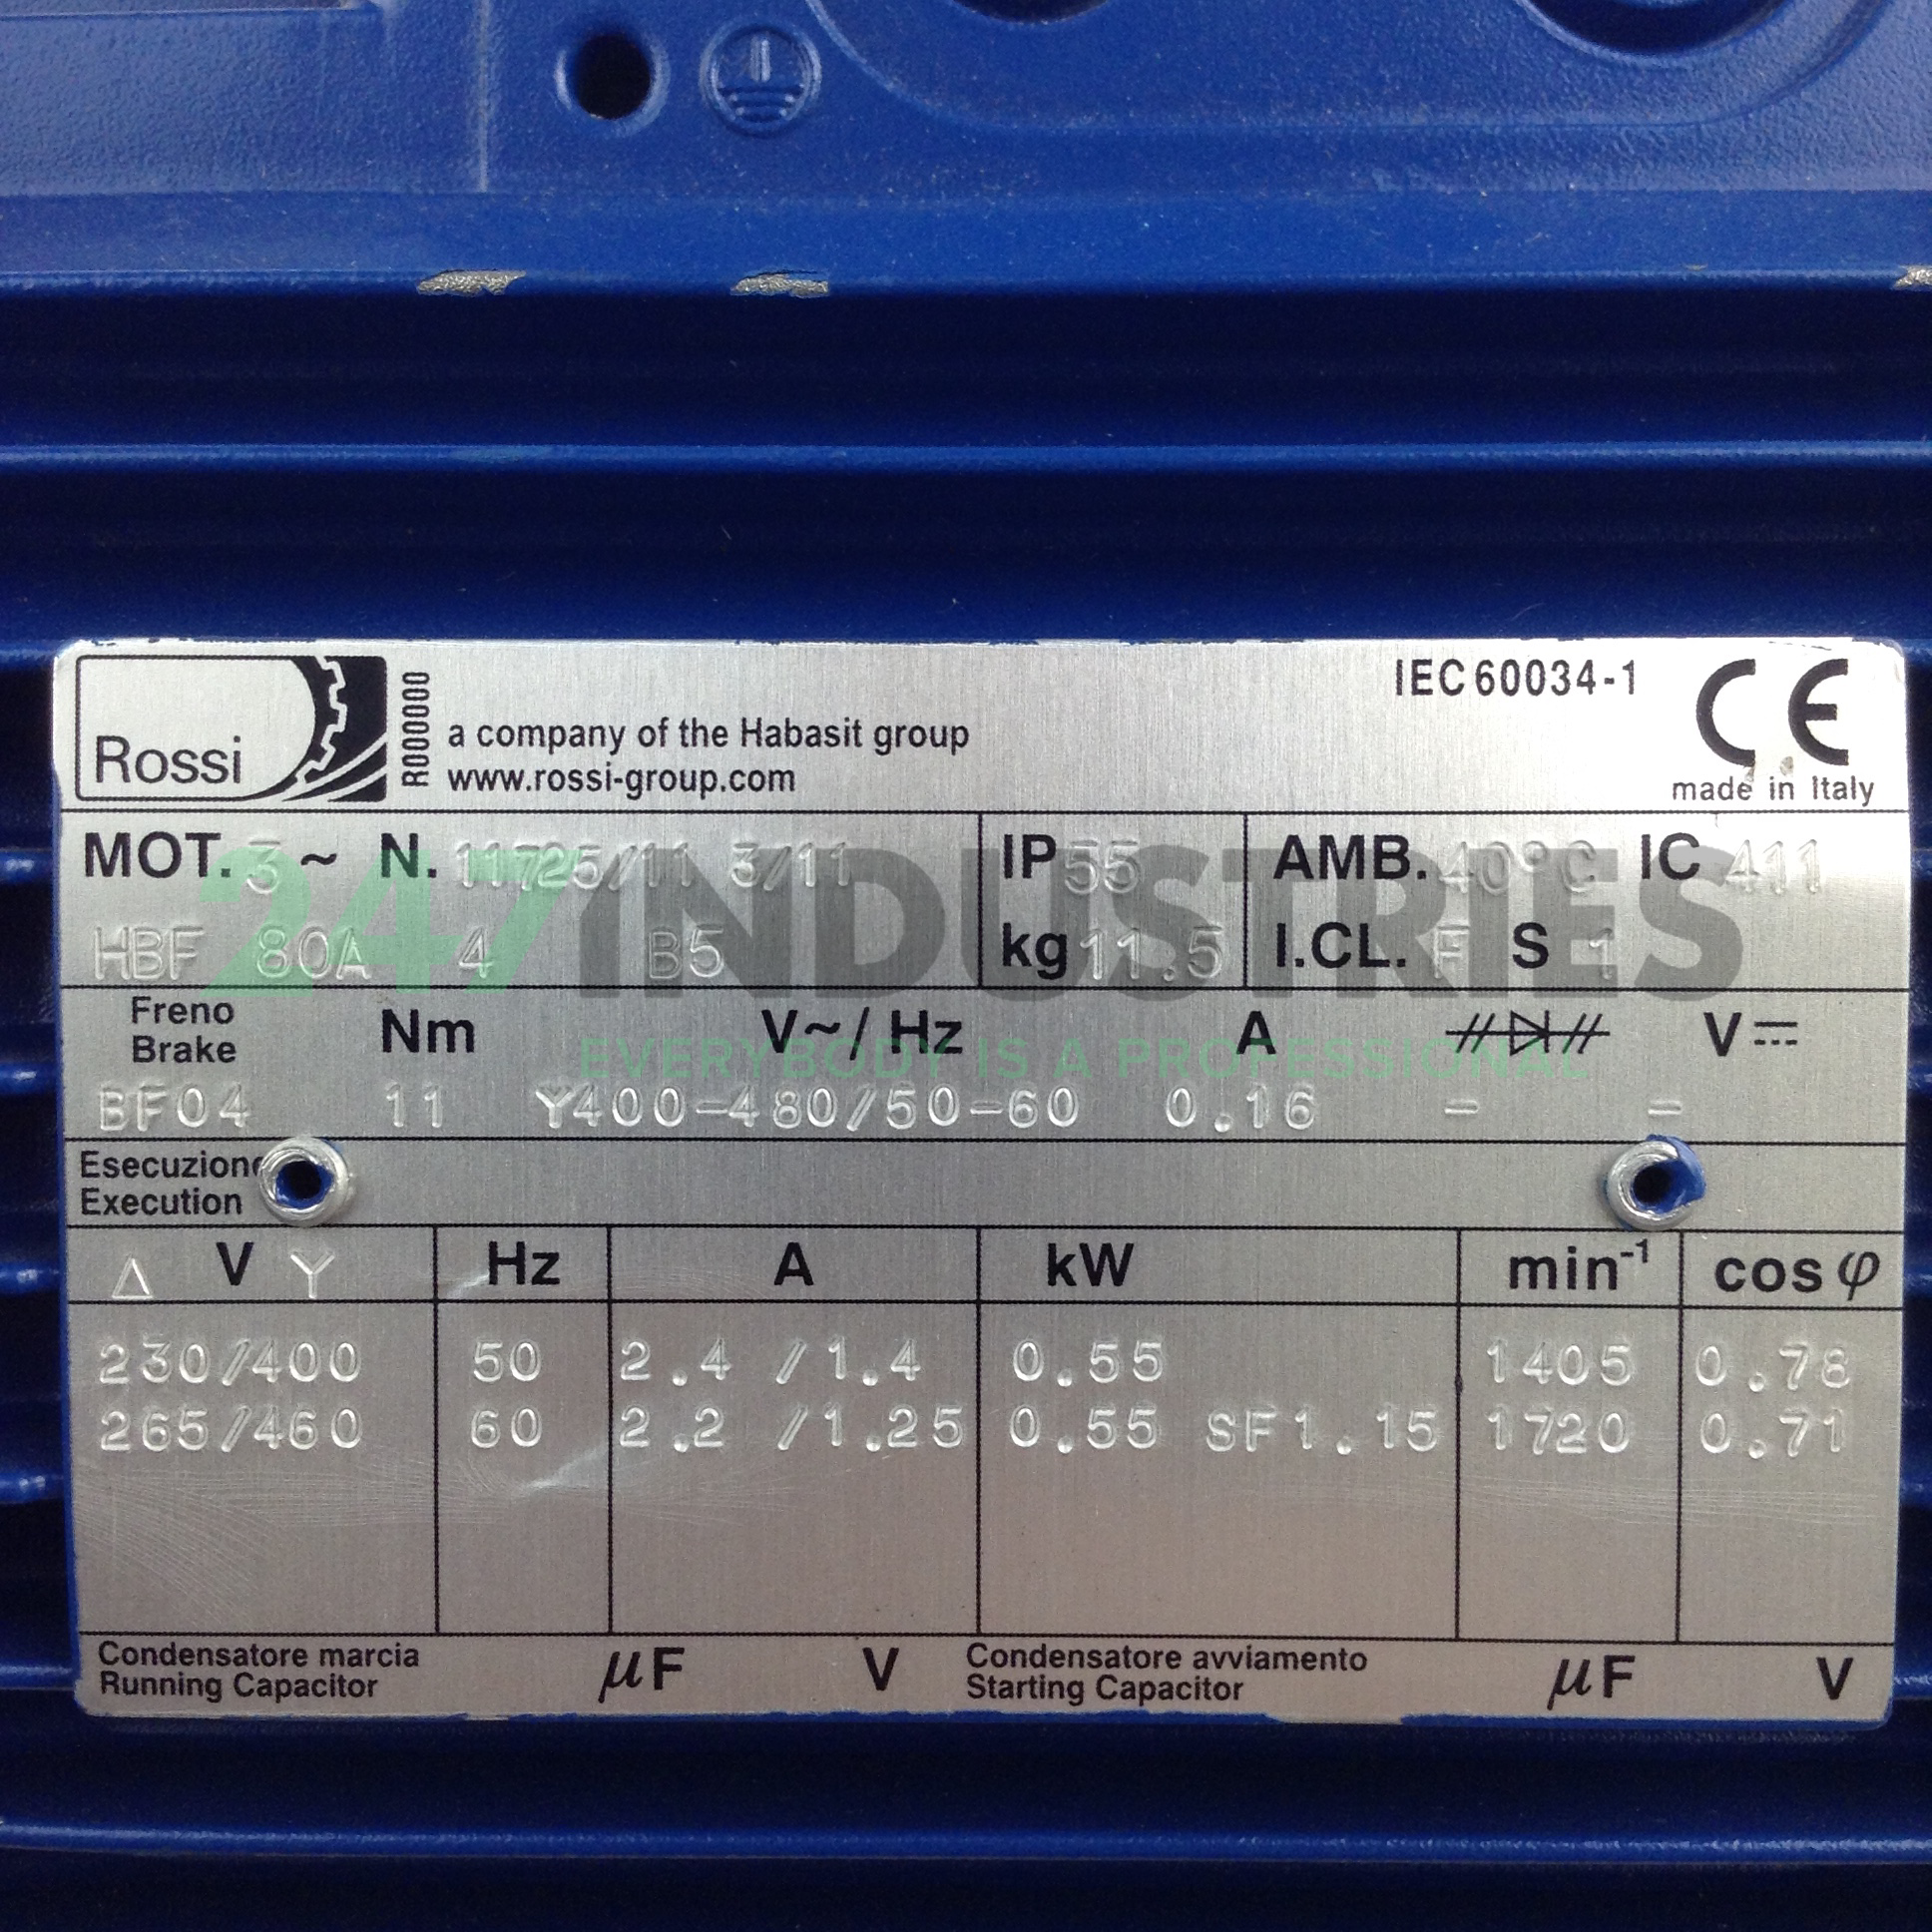 Rossi
R000000
a company of the Habasit group
www.rossi-group.com
IEC 60034-1
CE
made in Italy
MOT. 3 ~ N. 11725/11 3/11 IP 55 AMB. 40°C IC 411
HBF 80A 4 B5 kg 11.5 I.CL. F S 1
247INDUSTRIES
Freno
Brake Nm V~/Hz A V
EVERYBODY IS A PROFESSIONAL
BF04 11 Y400-480/50-60 0.16 - -
Esecuzione
Execution
Δ V Y Hz A kW min⁻¹ cos φ
230/400 50 2.4 /1.4 0.55 1405 0.78
265/460 60 2.2 /1.25 0.55 SF1.15 1720 0.71
Condensatore marcia
Running Capacitor µF V
Condensatore avviamento
Starting Capacitor µF V